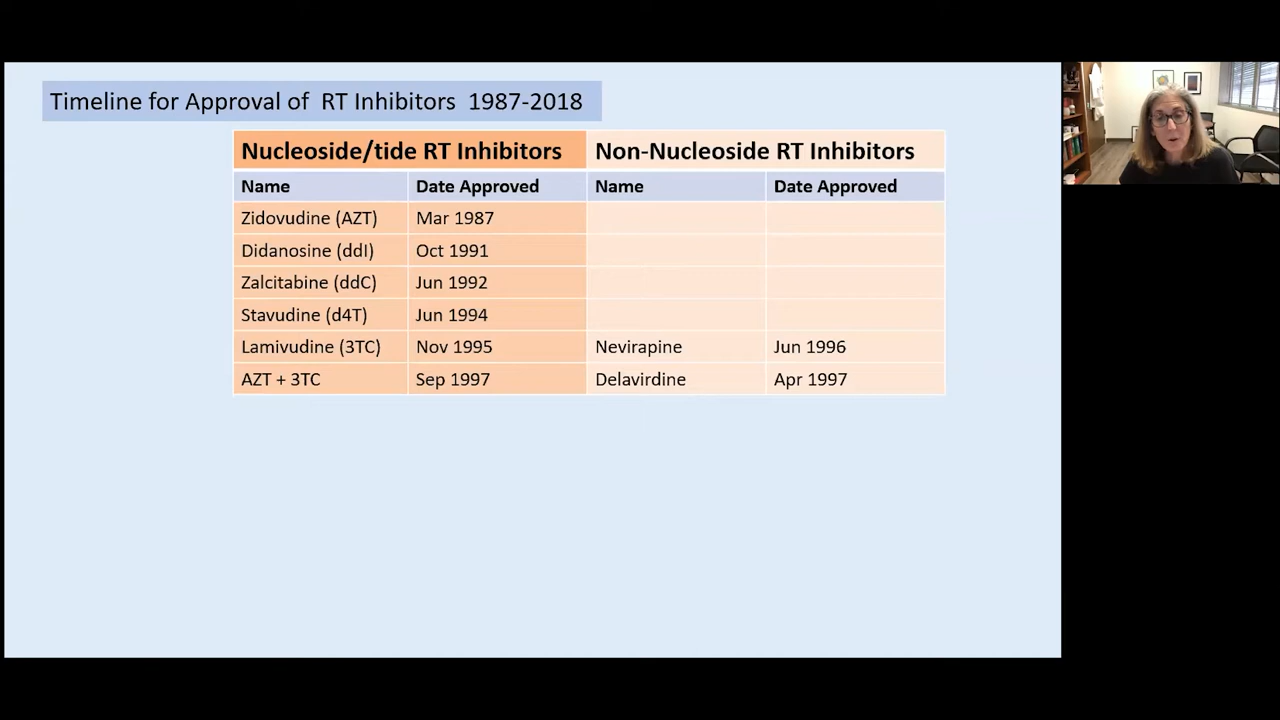 Timeline for Approval of RT Inhibitors 1987-2018
Nucleoside/tide RT Inhibitors Non-Nucleoside RT Inhibitors
Name Date Approved Name Date Approved
Zidovudine (AZT) Mar 1987
Didanosine (ddI) Oct 1991
Zalcitabine (ddC) Jun 1992
Stavudine (d4T) Jun 1994
Lamivudine (3TC) Nov 1995 Nevirapine Jun 1996
AZT + 3TC Sep 1997 Delavirdine Apr 1997